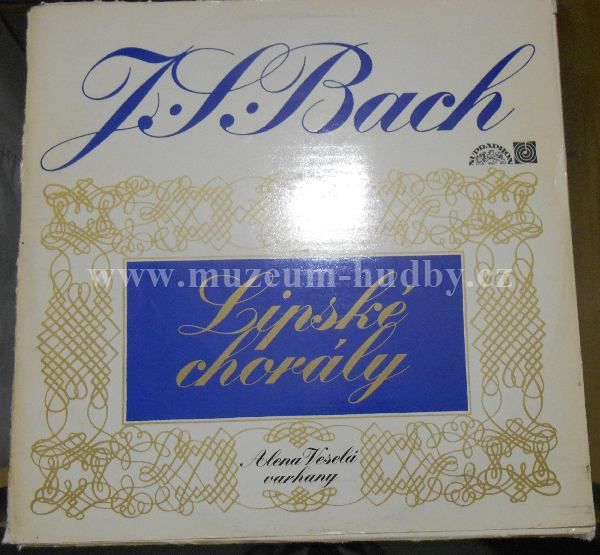 J.S. Bach
SUPRAPHON
www.muzeum-hudby.cz
Lipské
chorály
Alena Veselá
varhany